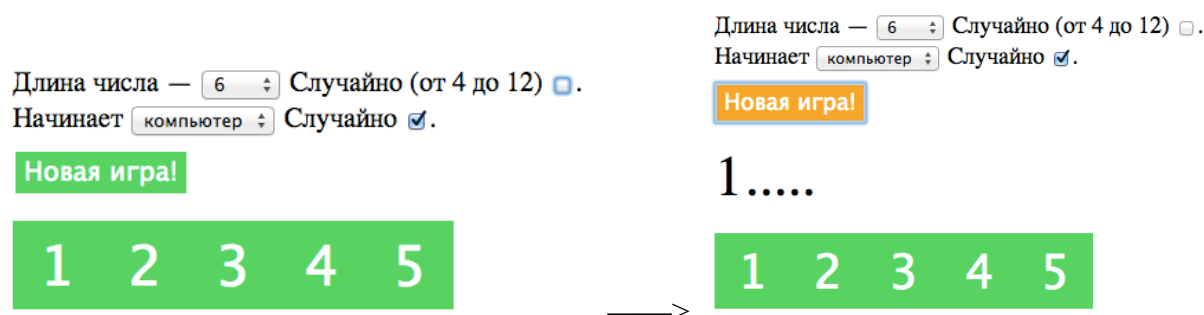 Длина числа — 6 Случайно (от 4 до 12) .
Начинает компьютер Случайно .
Новая игра!
1 2 3 4 5
——>
Длина числа — 6 Случайно (от 4 до 12) .
Начинает компьютер Случайно .
Новая игра!
1.....
1 2 3 4 5